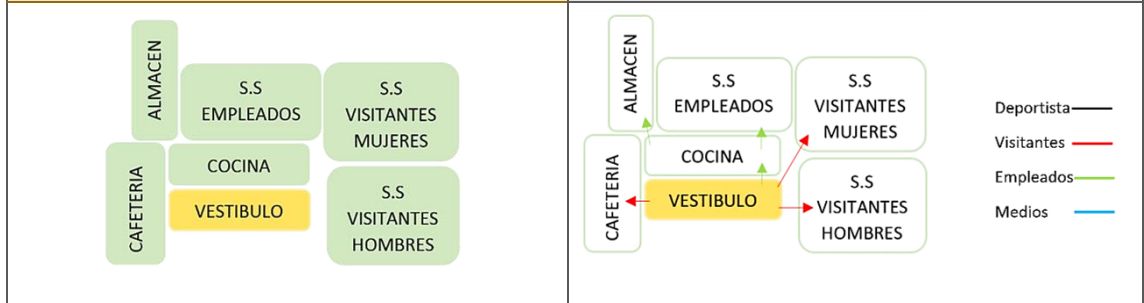 ALMACEN
S.S
EMPLEADOS
S.S
VISITANTES
MUJERES
COCINA
CAFETERIA
VESTIBULO
S.S
VISITANTES
HOMBRES
ALMACEN
S.S
EMPLEADOS
S.S
VISITANTES
MUJERES
COCINA
CAFETERIA
VESTIBULO
S.S
VISITANTES
HOMBRES
Deportista
Visitantes
Empleados
Medios